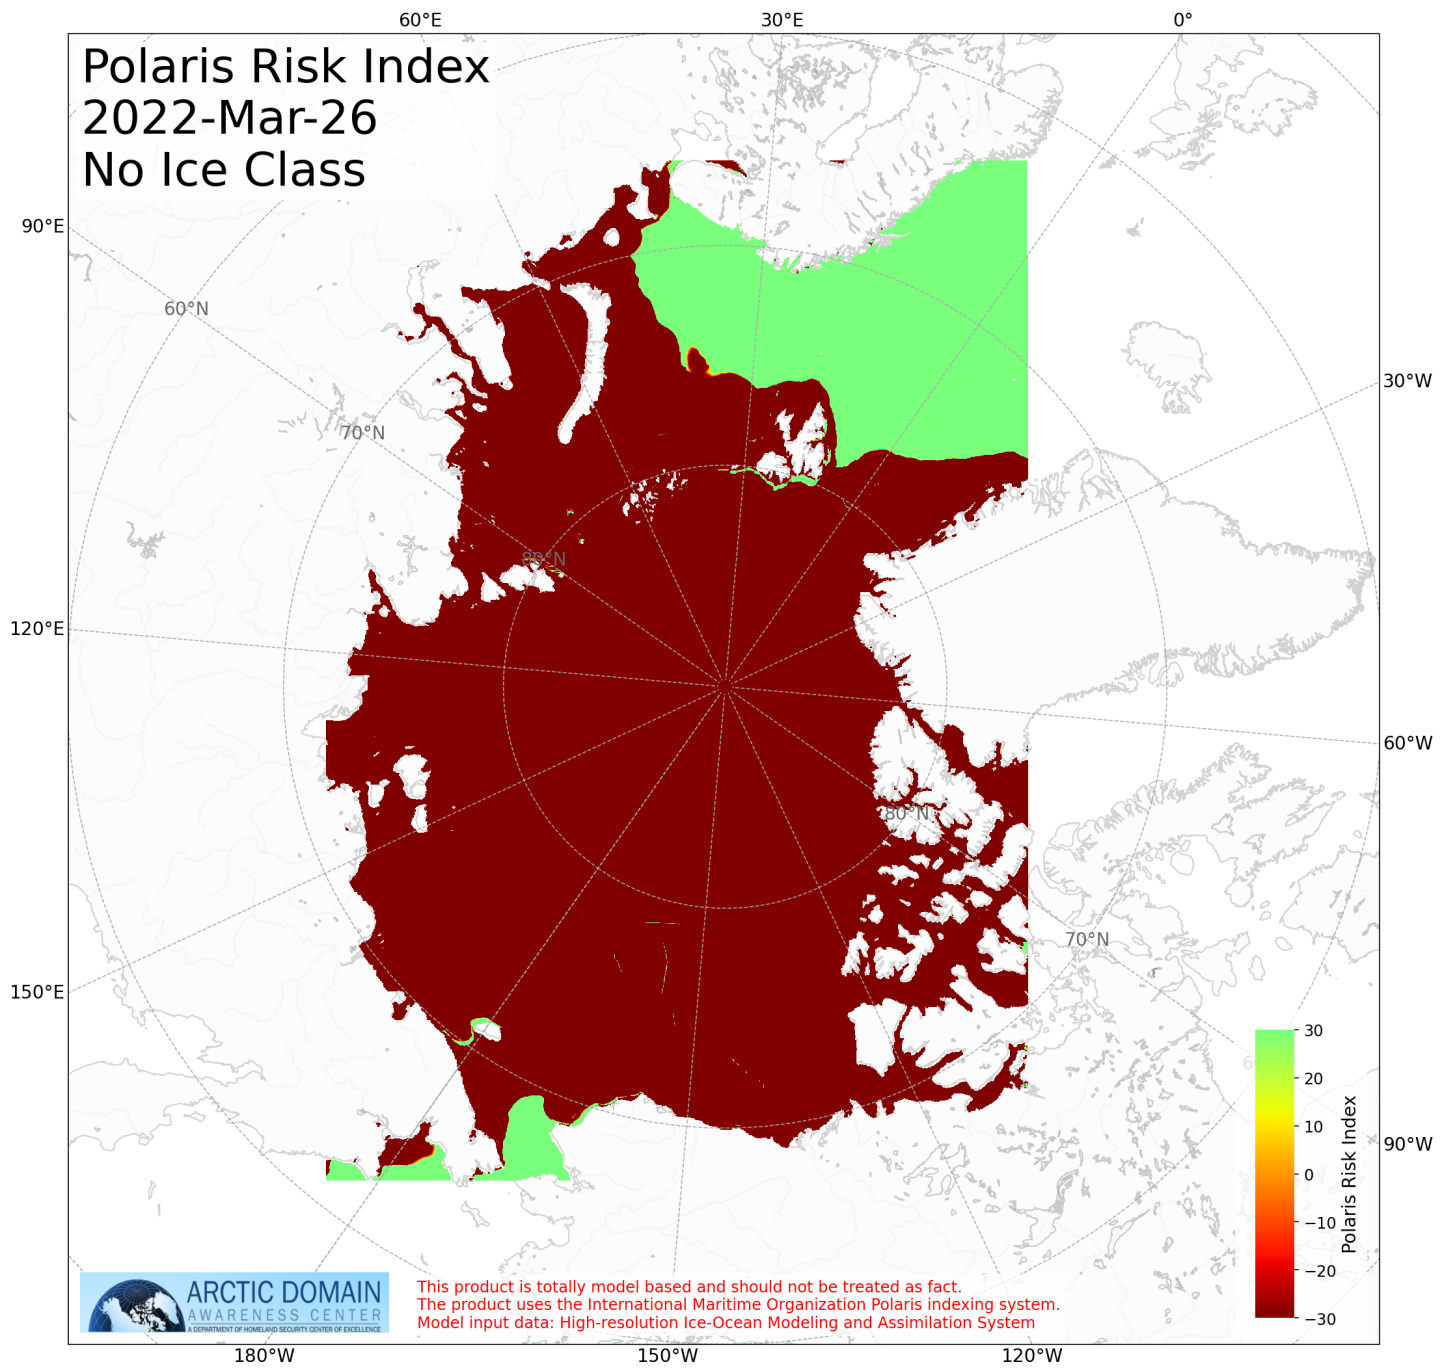 60°E
30°E
0°
Polaris Risk Index
2022-Mar-26
No Ice Class
90°E
60°N
30°W
70°N
80°N
120°E
60°W
80°N
70°N
150°E
30
20
10
0
−10
−20
−30
Polaris Risk Index
90°W
ARCTIC DOMAIN
AWARENESS CENTER
A DEPARTMENT OF HOMELAND SECURITY CENTER OF EXCELLENCE
This product is totally model based and should not be treated as fact.
The product uses the International Maritime Organization Polaris indexing system.
Model input data: High-resolution Ice-Ocean Modeling and Assimilation System
180°W
150°W
120°W